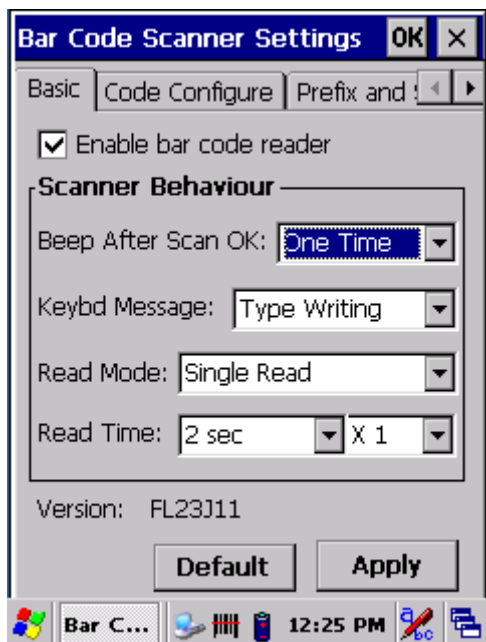 Bar Code Scanner Settings OK ×
Basic Code Configure Prefix and
Enable bar code reader
Scanner Behaviour
Beep After Scan OK: One Time
Keybd Message: Type Writing
Read Mode: Single Read
Read Time: 2 sec X 1
Version: FL23J11
Default Apply
Bar C... 12:25 PM